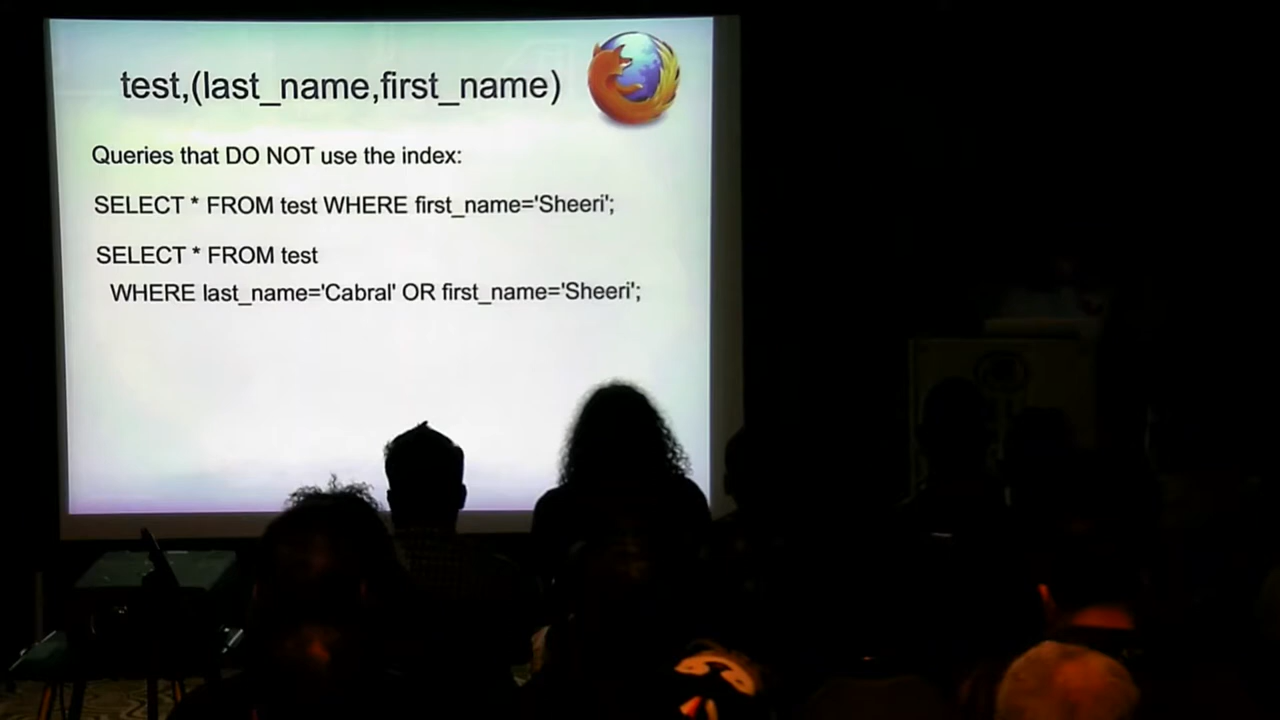 test,(last_name,first_name)
Queries that DO NOT use the index:
SELECT * FROM test WHERE first_name='Sheeri';
SELECT * FROM test
WHERE last_name='Cabral' OR first_name='Sheeri';